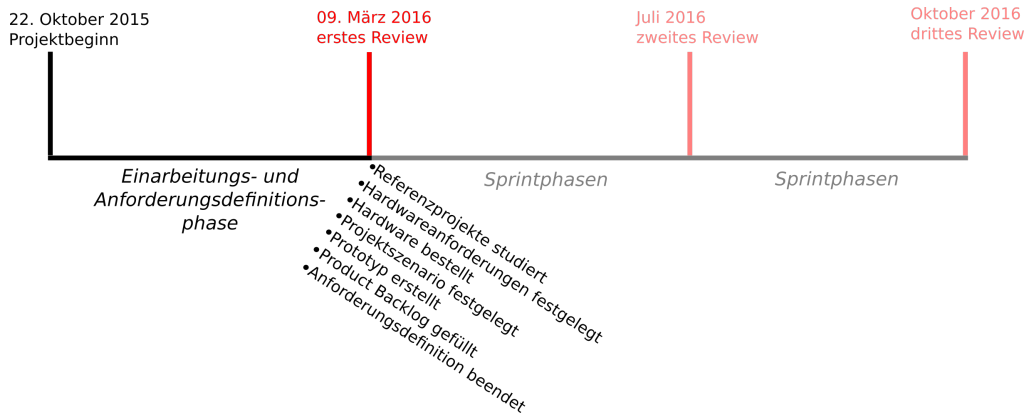 22. Oktober 2015
Projektbeginn
09. März 2016
erstes Review
Juli 2016
zweites Review
Oktober 2016
drittes Review
Einarbeitungs- und
Anforderungsdefinitions-
phase
Sprintphasen
Sprintphasen
•Referenzprojekte studiert
•Hardwareanforderungen festgelegt
•Hardware bestellt
•Projektszenario festgelegt
•Prototyp erstellt
•Product Backlog gefüllt
•Anforderungsdefinition beendet